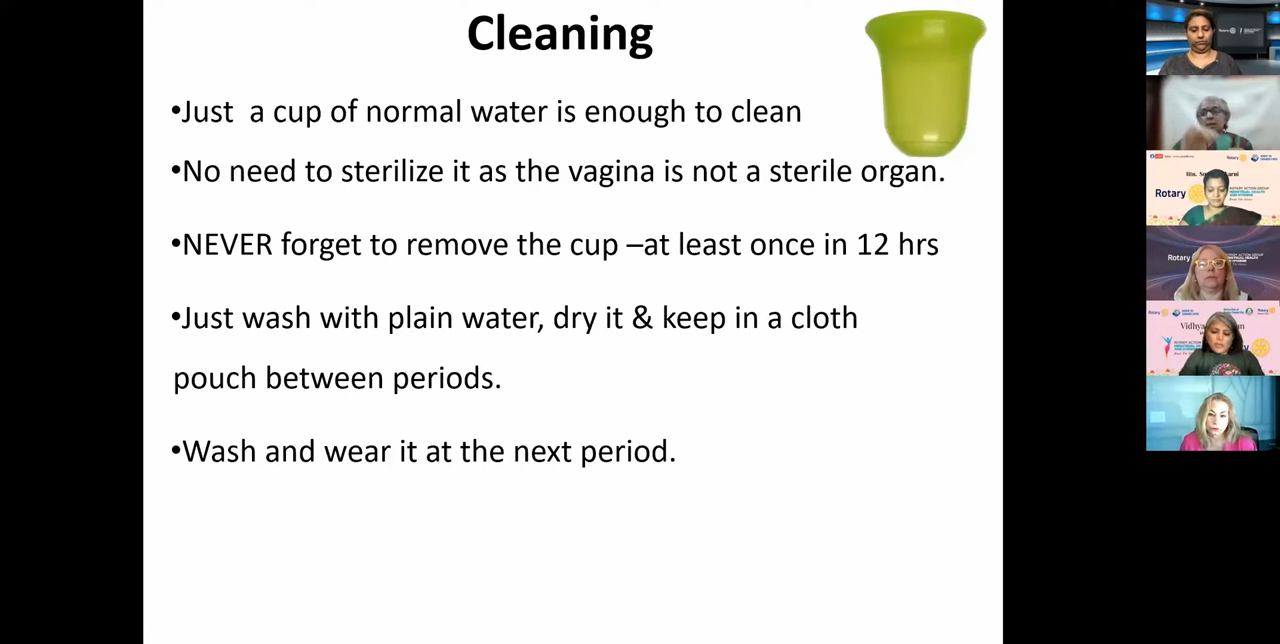 Cleaning
•Just  a cup of normal water is enough to clean
•No need to sterilize it as the vagina is not a sterile organ.
•NEVER forget to remove the cup –at least once in 12 hrs
•Just wash with plain water, dry it & keep in a cloth
pouch between periods.
•Wash and wear it at the next period.
Rotary
Rotary
Rotary